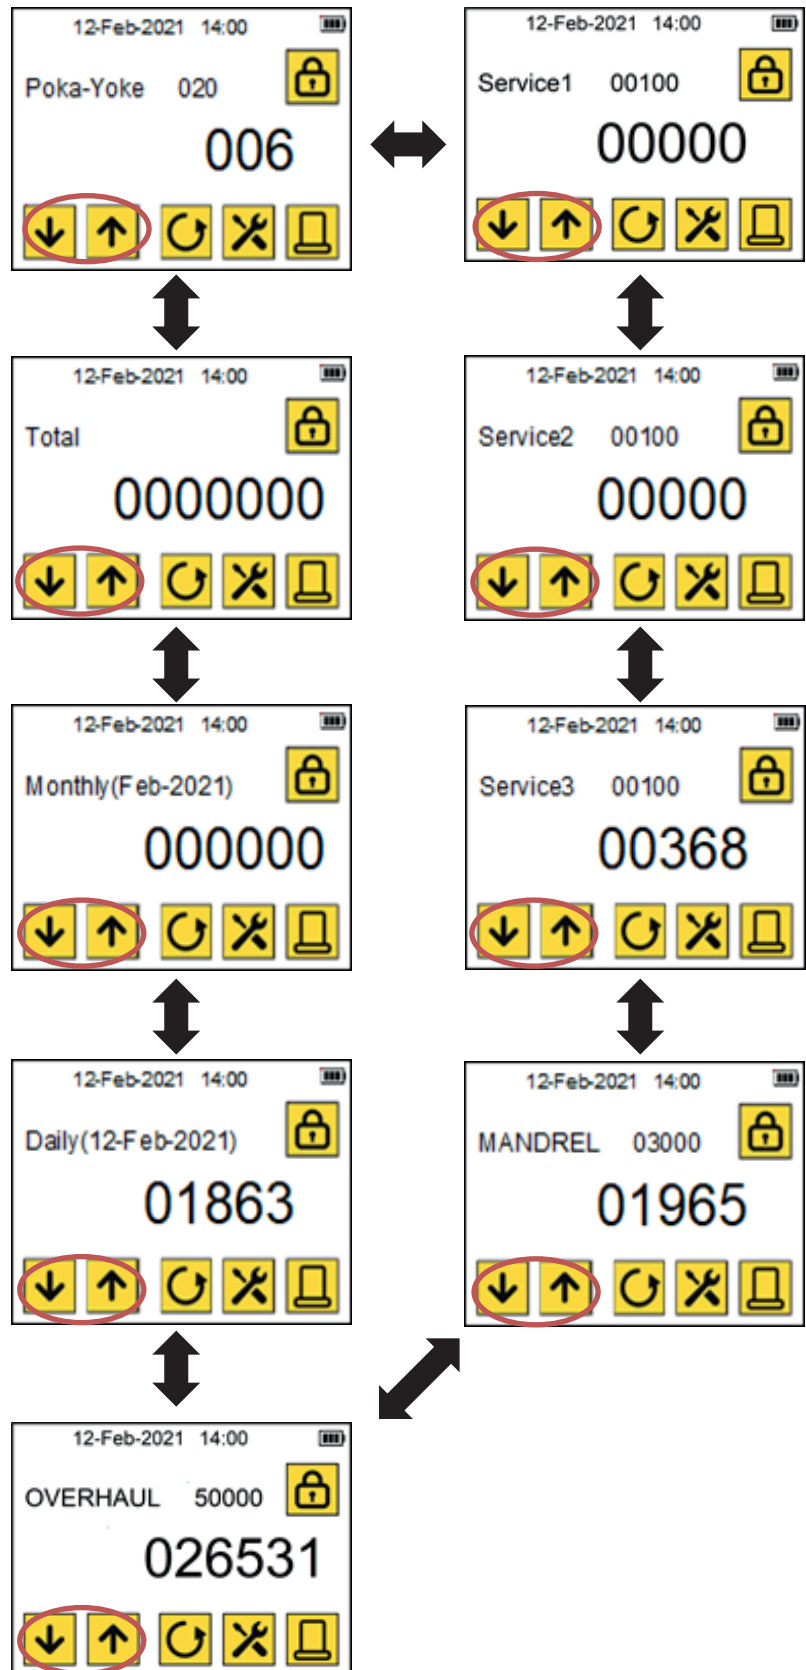 12-Feb-2021 14:00
Poka-Yoke 020
006
12-Feb-2021 14:00
Service1 00100
00000
12-Feb-2021 14:00
Total
0000000
12-Feb-2021 14:00
Service2 00100
00000
12-Feb-2021 14:00
Monthly(Feb-2021)
000000
12-Feb-2021 14:00
Service3 00100
00368
12-Feb-2021 14:00
Daily(12-Feb-2021)
01863
12-Feb-2021 14:00
MANDREL 03000
01965
12-Feb-2021 14:00
OVERHAUL 50000
026531